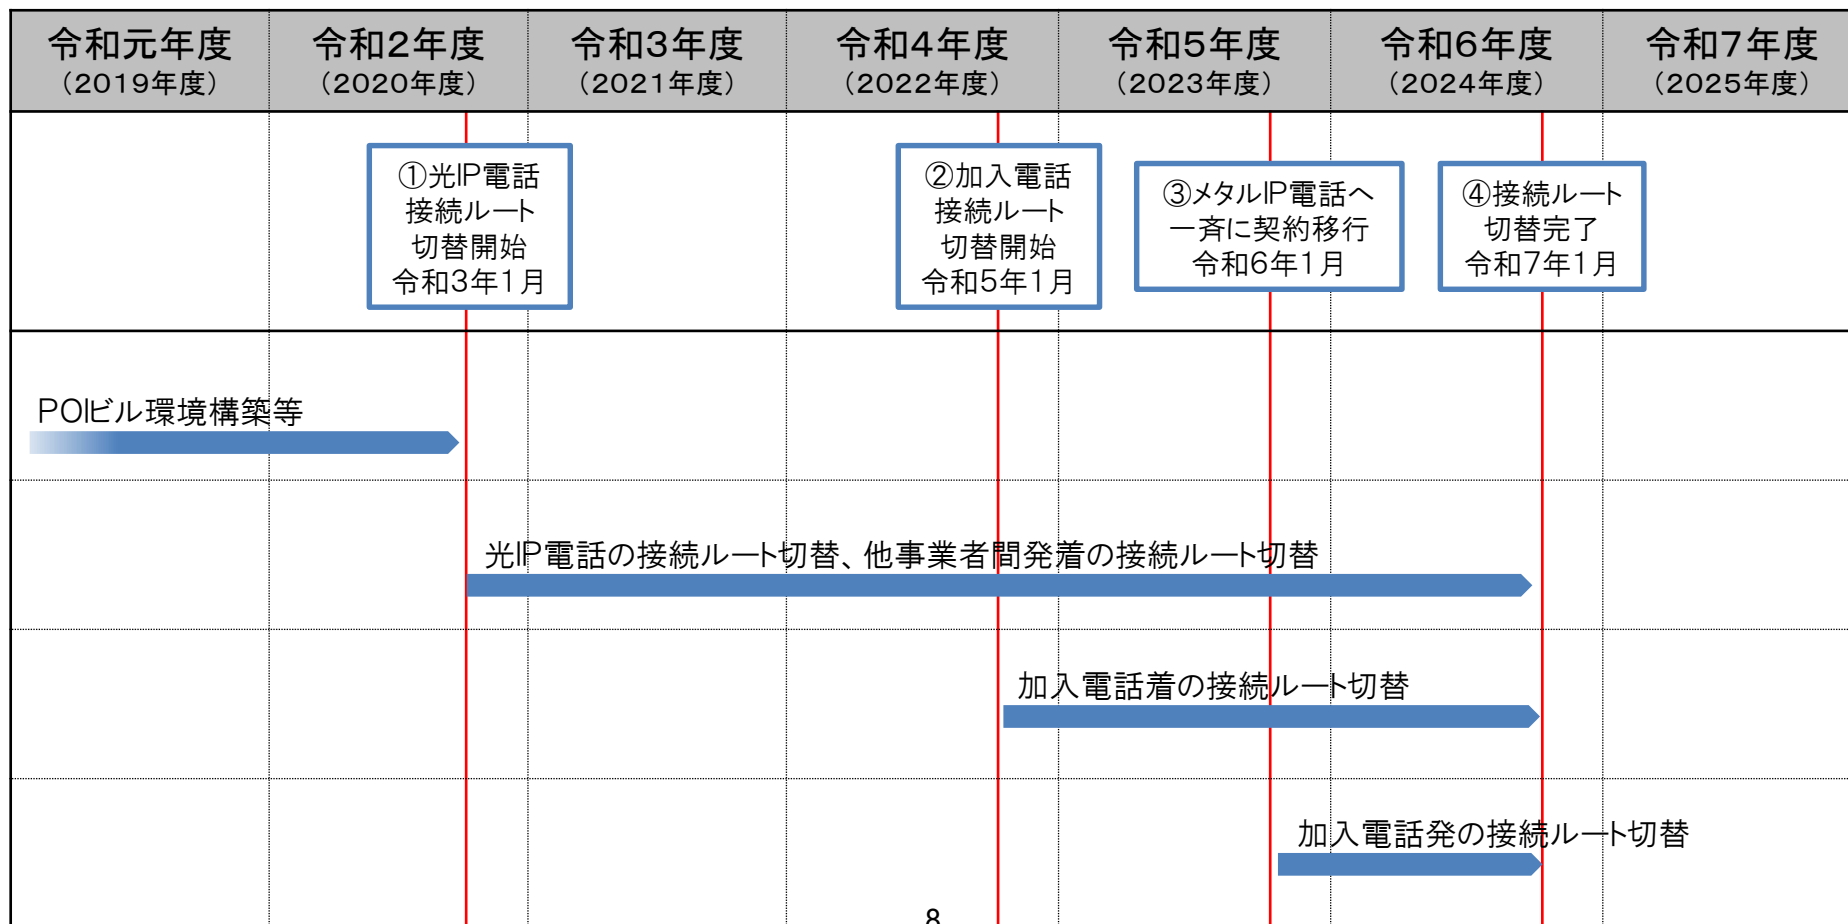 令和元年度 令和2年度 令和3年度 令和4年度 令和5年度 令和6年度 令和7年度
（2019年度） （2020年度） （2021年度） （2022年度） （2023年度） （2024年度） （2025年度）
①光IP電話
接続ルート
切替開始
令和3年1月
②加入電話
接続ルート
切替開始
令和5年1月
③メタルIP電話へ
一斉に契約移行
令和6年1月
④接続ルート
切替完了
令和7年1月
POIビル環境構築等
光IP電話の接続ルート切替、他事業者間発着の接続ルート切替
加入電話着の接続ルート切替
加入電話発の接続ルート切替
8